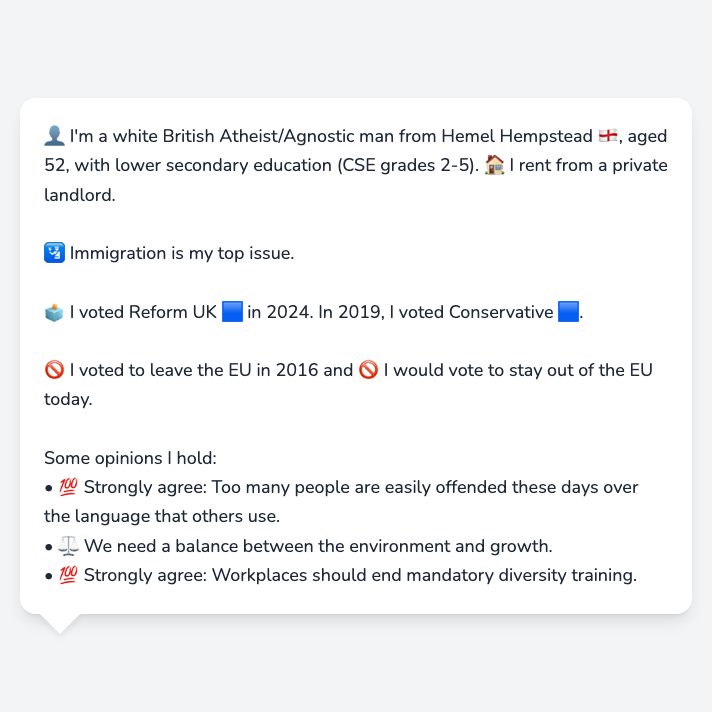 👤 I'm a white British Atheist/Agnostic man from Hemel Hempstead 🏴󠁧󠁢󠁥󠁮󠁧󠁿, aged
52, with lower secondary education (CSE grades 2-5). 🏠 I rent from a private
landlord.
🛂 Immigration is my top issue.
🗳️ I voted Reform UK 🟦 in 2024. In 2019, I voted Conservative 🟦.
🚫 I voted to leave the EU in 2016 and 🚫 I would vote to stay out of the EU
today.
Some opinions I hold:
• 💯 Strongly agree: Too many people are easily offended these days over
the language that others use.
• ⚖️ We need a balance between the environment and growth.
• 💯 Strongly agree: Workplaces should end mandatory diversity training.